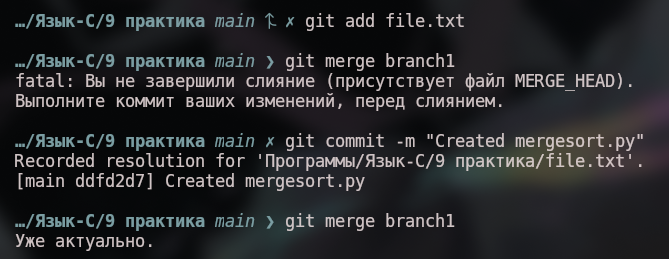 …/Язык-С/9 практика main ⥉ ✗ git add file.txt
…/Язык-С/9 практика main ❯ git merge branch1
fatal: Вы не завершили слияние (присутствует файл MERGE_HEAD).
Выполните коммит ваших изменений, перед слиянием.
…/Язык-С/9 практика main ✗ git commit -m "Created mergesort.py"
Recorded resolution for 'Программы/Язык-С/9 практика/file.txt'.
[main ddfd2d7] Created mergesort.py
…/Язык-С/9 практика main ❯ git merge branch1
Уже актуально.